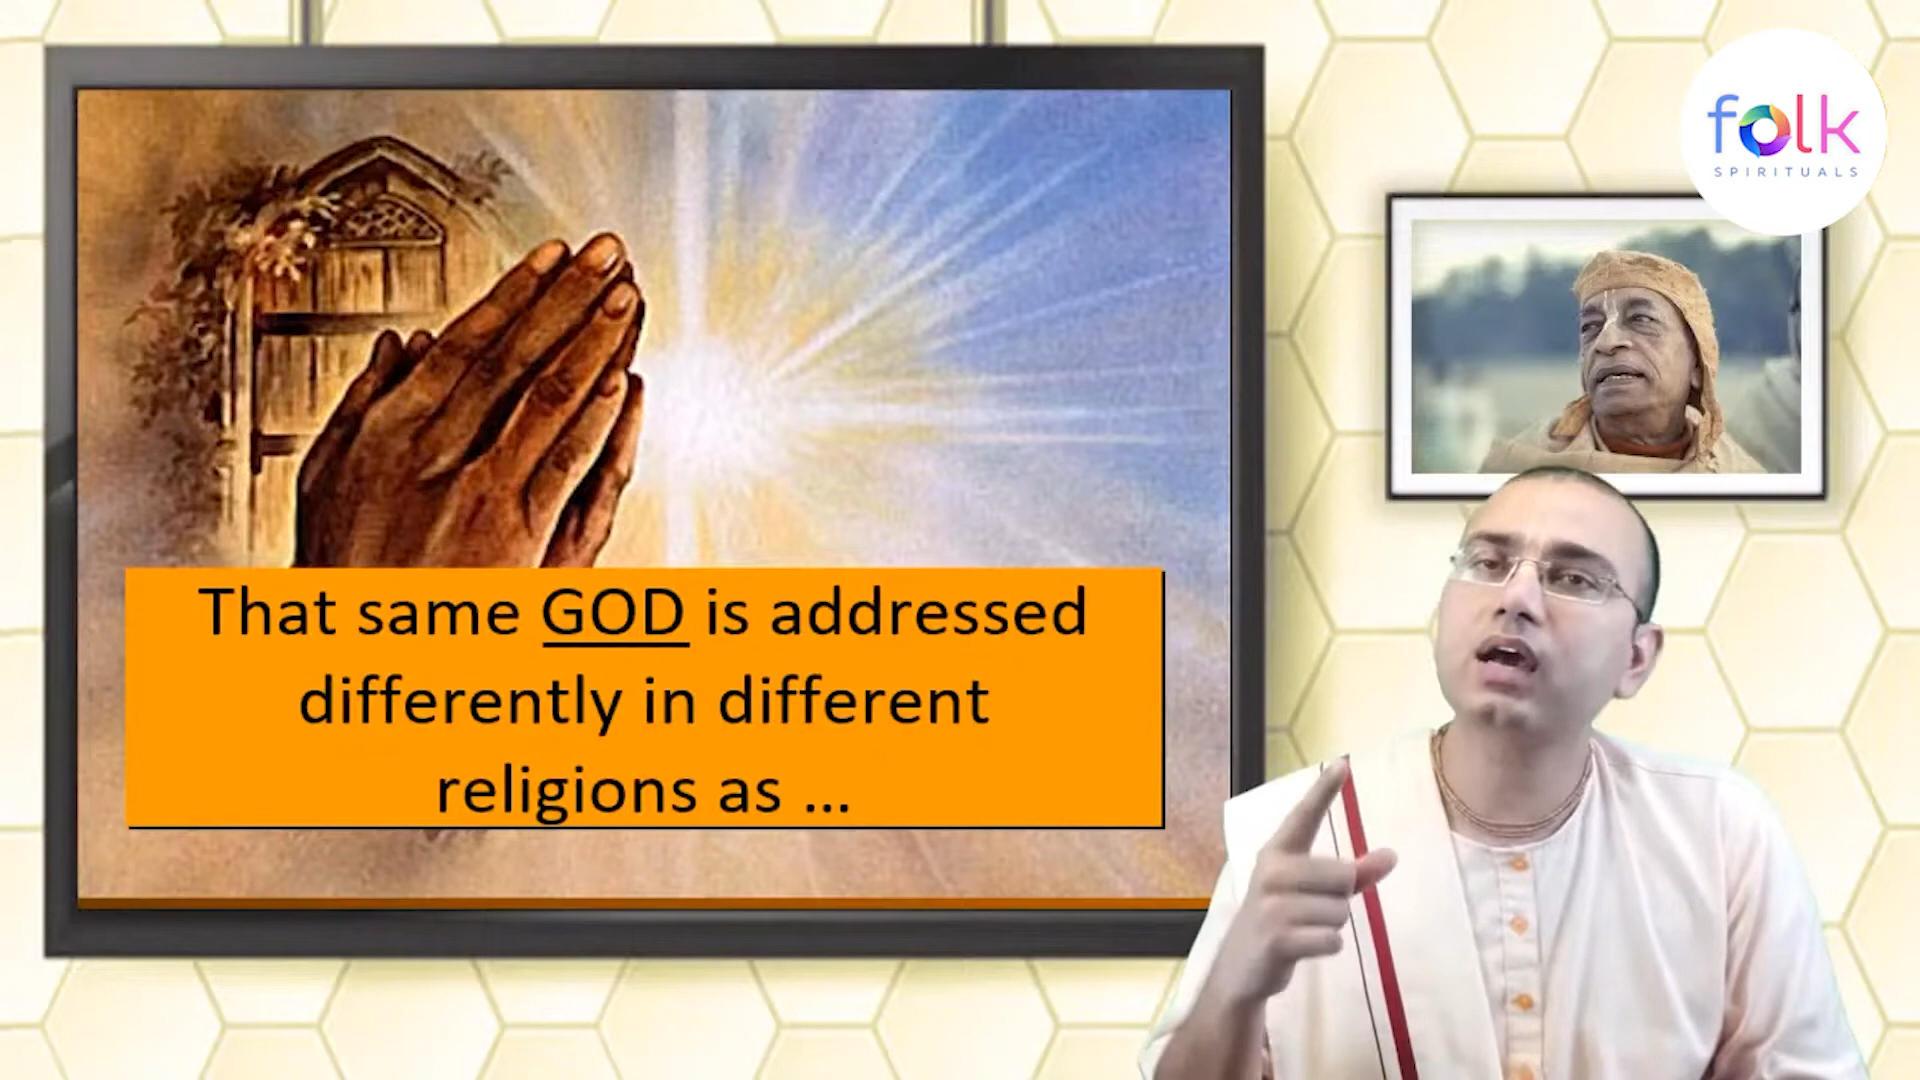 folk
SPIRITUALS
That same GOD is addressed
differently in different
religions as ...